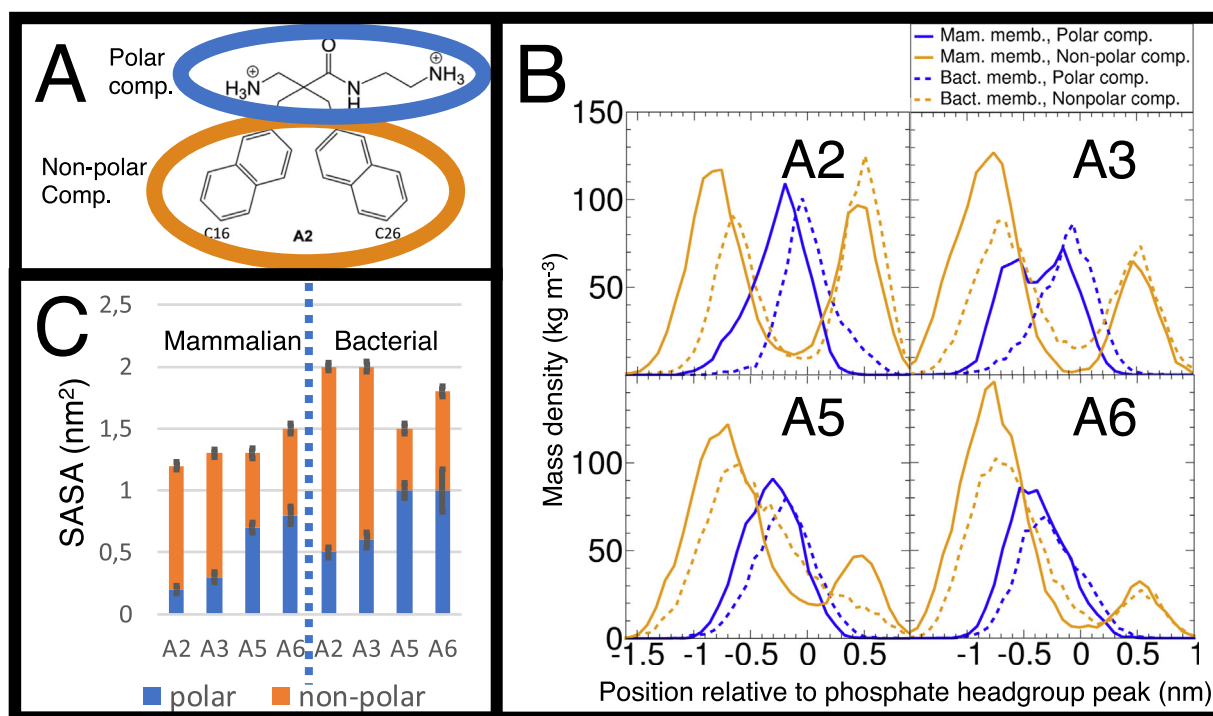 A
Polar
comp.
O
⊕
H₃N
N
H
⊕
NH₃
Non-polar
Comp.
C16
A2
C26
B
Mam. memb., Polar comp.
Mam. memb., Non-polar comp.
Bact. memb., Polar comp.
Bact. memb., Nonpolar comp.
A2
A3
A5
A6
150
100
50
100
50
0
Mass density (kg m⁻³)
-1.5 -1 -0.5 0 0.5
-1 -0.5 0 0.5 1
Position relative to phosphate headgroup peak (nm)
C
SASA (nm²)
2,5
2
1,5
1
0,5
0
Mammalian
Bacterial
A2 A3 A5 A6 A2 A3 A5 A6
polar non-polar